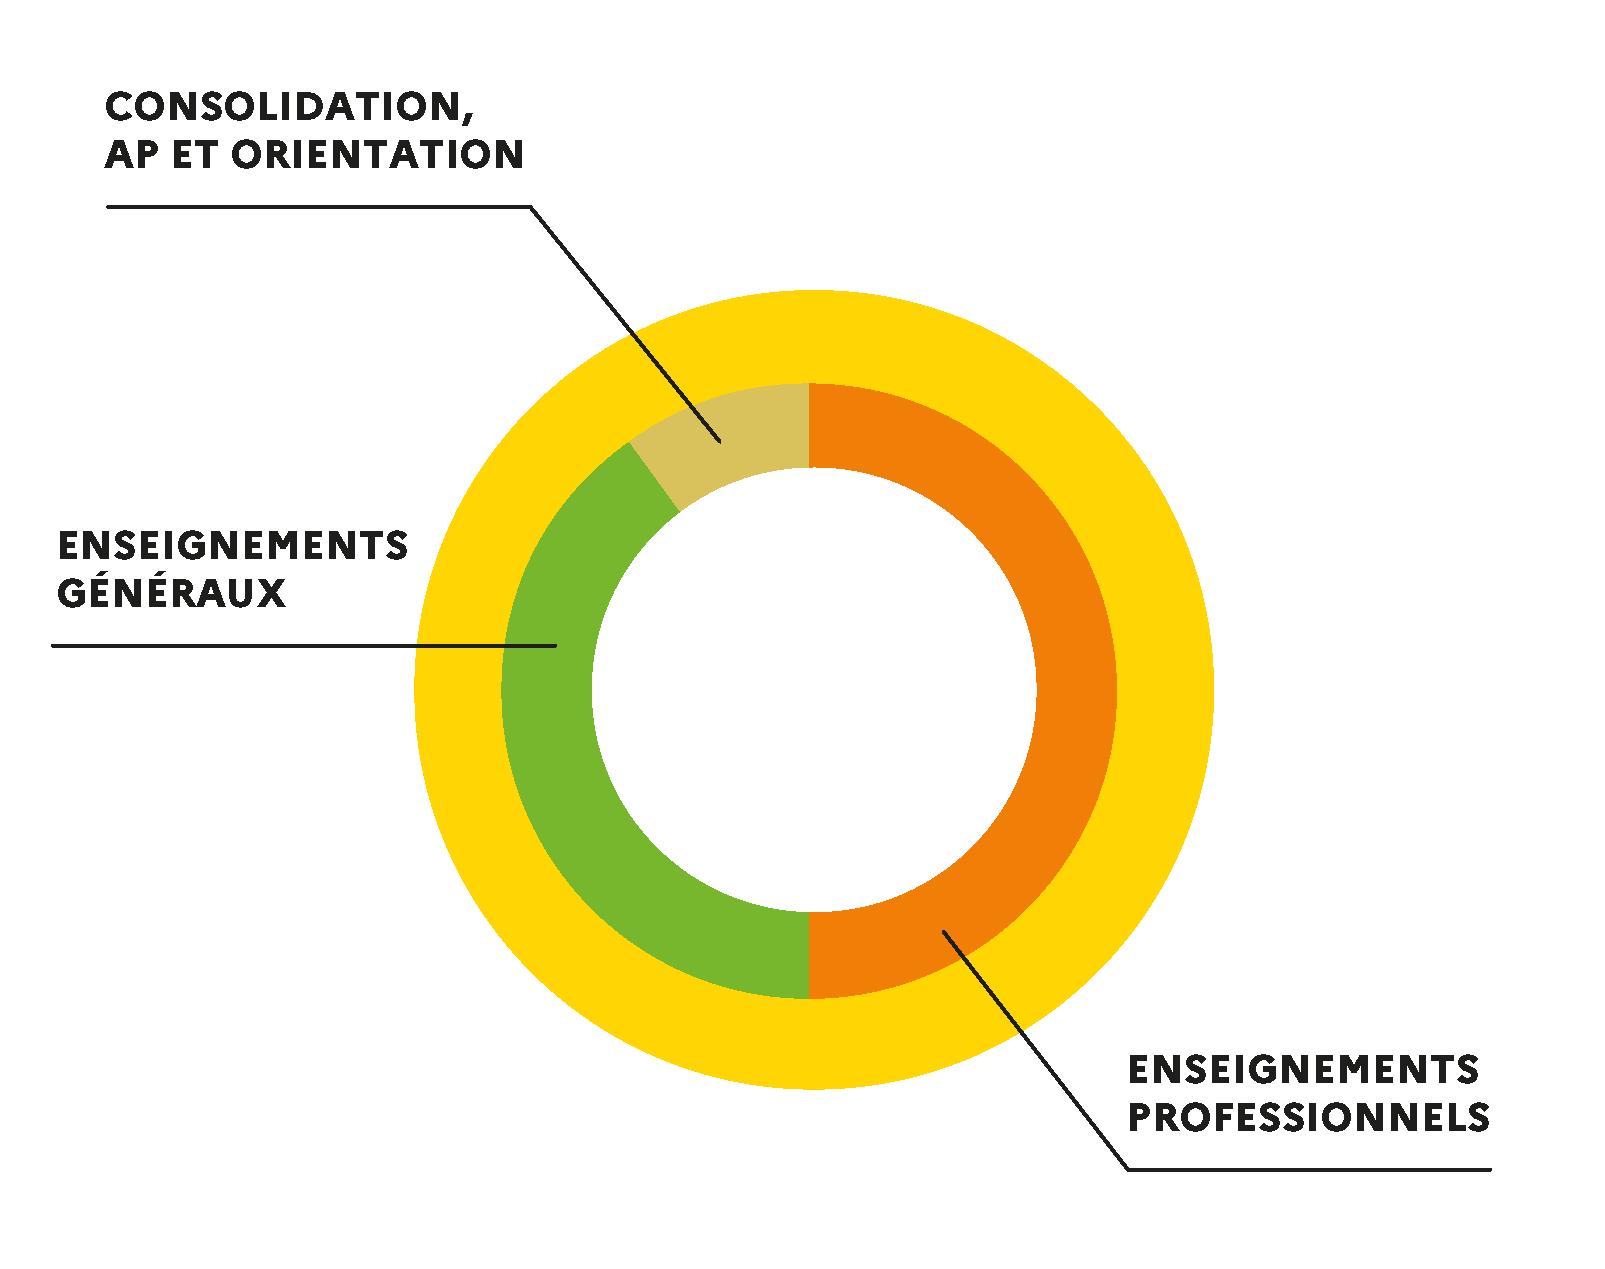 CONSOLIDATION,
AP ET ORIENTATION
ENSEIGNEMENTS
GÉNÉRAUX
ENSEIGNEMENTS
PROFESSIONNELS